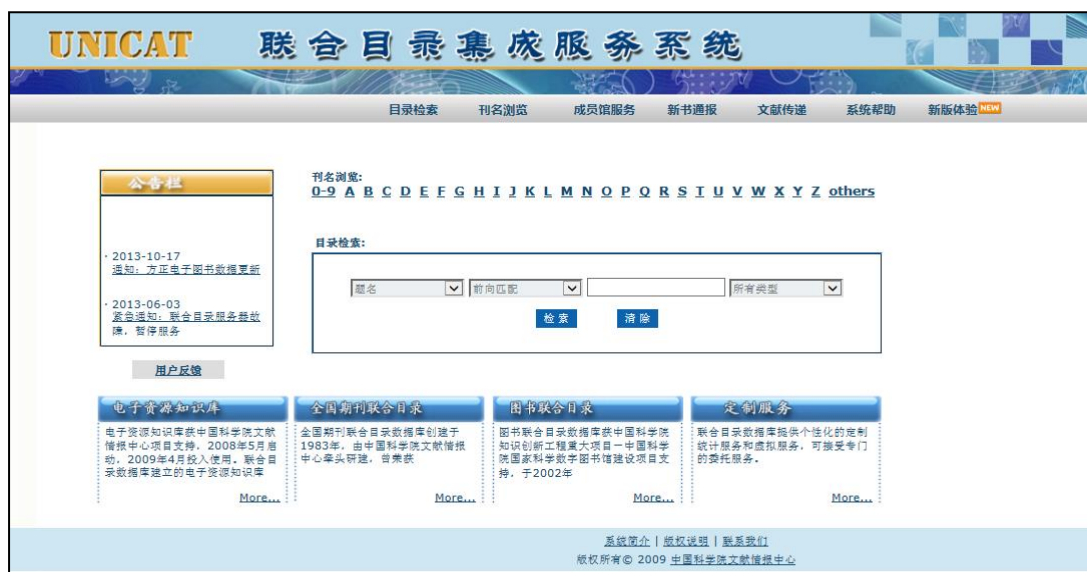 UNICAT 联合目录集成服务系统
目录检索 刊名浏览 成员馆服务 新书通报 文献传递 系统帮助 新版体验 NEW
公告栏
· 2013-10-17
通知：方正电子图书数据更新
· 2013-06-03
紧急通知：联合目录服务器故
障，暂停服务
用户反馈
刊名浏览:
0-9 A B C D E F G H I J K L M N O P Q R S T U V W X Y Z others
目录检索:
题名 前向匹配 所有类型
检索 清除
电子资源知识库
电子资源知识库获中国科学院文献
情报中心项目支持，2008年5月启
动，2009年4月投入使用。联合目
录数据库建立的电子资源知识库
More...
全国期刊联合目录
全国期刊联合目录数据库创建于
1983年，由中国科学院文献情报
中心牵头研建，曾荣获
More...
图书联合目录
图书联合目录数据库获中国科学院
知识创新工程重大项目－中国科学
院国家科学数字图书馆建设项目支
持，于2002年
More...
定制服务
联合目录数据库提供个性化的定制
统计服务和虚拟服务，可接受专门
的委托服务。
More...
系统简介 | 版权说明 | 联系我们
版权所有© 2009 中国科学院文献情报中心